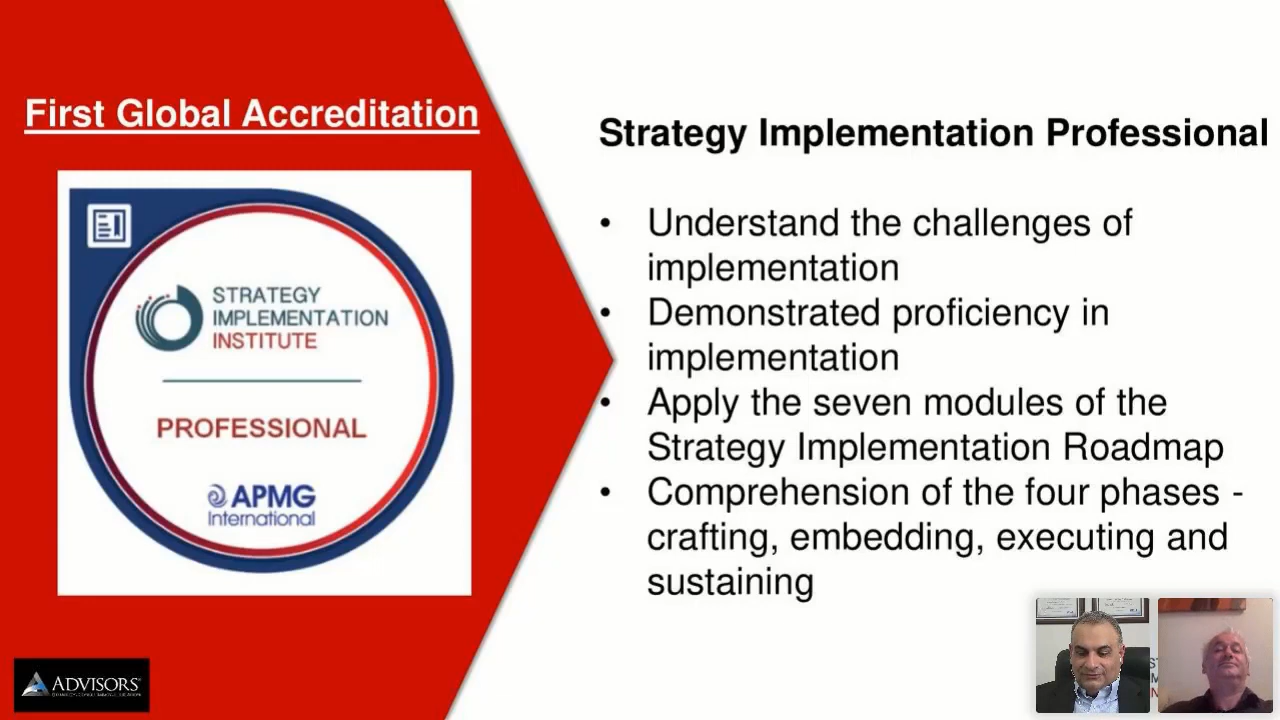 First Global Accreditation
STRATEGY
IMPLEMENTATION
INSTITUTE
PROFESSIONAL
APMG
International
ADVISORS
Strategy Implementation Professional
• Understand the challenges of
implementation
• Demonstrated proficiency in
implementation
• Apply the seven modules of the
Strategy Implementation Roadmap
• Comprehension of the four phases -
crafting, embedding, executing and
sustaining